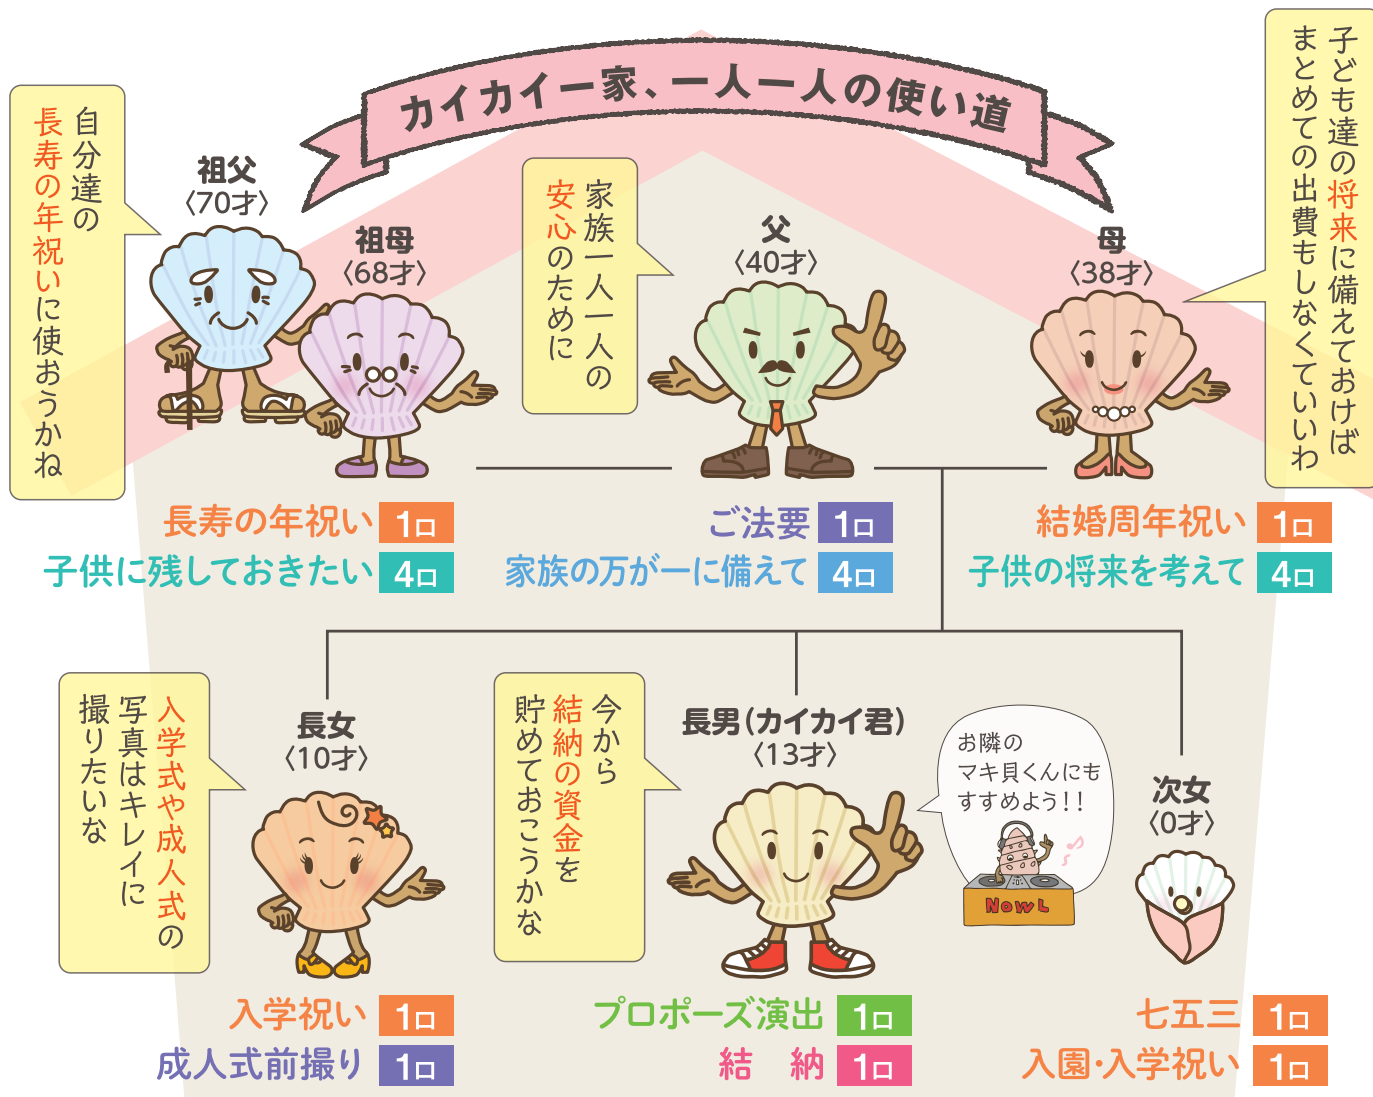 カイカイ一家、一人一人の使い道
自分達の
長寿の年祝いに使おうかね
祖父
〈70才〉
祖母
〈68才〉
長寿の年祝い 1口
子供に残しておきたい 4口
家族一人一人の
安心のために
父
〈40才〉
ご法要 1口
家族の万が一に備えて 4口
子ども達の将来に備えておけば
まとめての出費もしなくていいわ
母
〈38才〉
結婚周年祝い 1口
子供の将来を考えて 4口
入学式や成人式の
写真はキレイに
撮りたいな
長女
〈10才〉
入学祝い 1口
成人式前撮り 1口
今から
結納の資金を
貯めておこうかな
長男(カイカイ君)
〈13才〉
お隣の
マキ貝くんにも
すすめよう!!
NowL
プロポーズ演出 1口
結 納 1口
次女
〈0才〉
七五三 1口
入園・入学祝い 1口